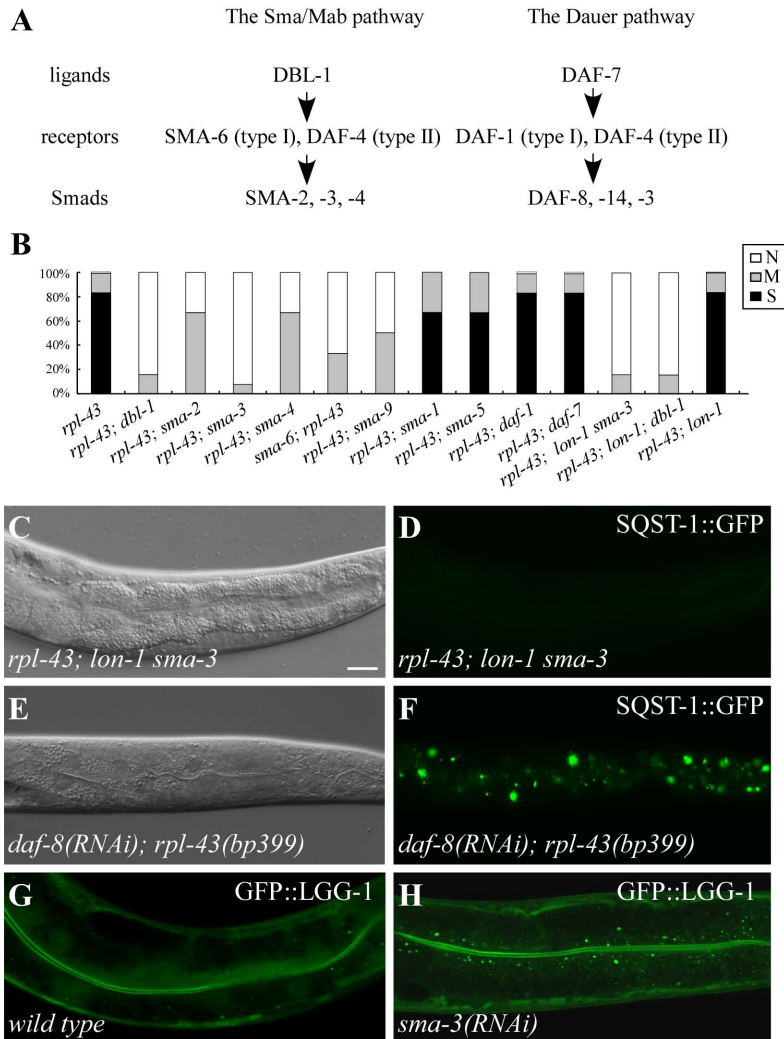 A
The Sma/Mab pathway
The Dauer pathway
ligands
DBL-1
DAF-7
receptors
SMA-6 (type I), DAF-4 (type II)
DAF-1 (type I), DAF-4 (type II)
Smads
SMA-2, -3, -4
DAF-8, -14, -3
B
N
M
S
100%
80%
60%
40%
20%
0%
rpl-43
rpl-43; dbl-1
rpl-43; sma-2
rpl-43; sma-3
rpl-43; sma-4
sma-6; rpl-43
rpl-43; sma-9
rpl-43; sma-1
rpl-43; sma-5
rpl-43; daf-1
rpl-43; daf-7
rpl-43; lon-1 sma-3
rpl-43; lon-1; dbl-1
rpl-43; lon-1
C
rpl-43; lon-1 sma-3
D
SQST-1::GFP
rpl-43; lon-1 sma-3
E
daf-8(RNAi); rpl-43(bp399)
F
SQST-1::GFP
daf-8(RNAi); rpl-43(bp399)
G
GFP::LGG-1
wild type
H
GFP::LGG-1
sma-3(RNAi)